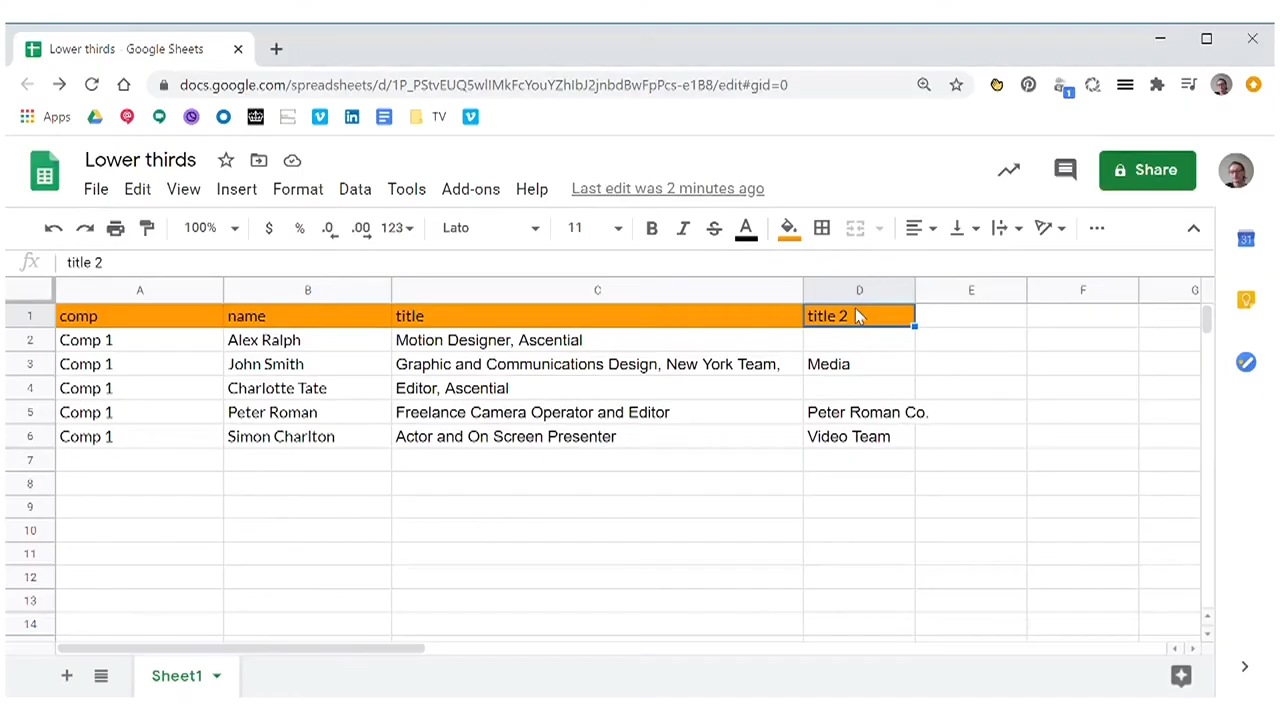 Lower thirds - Google Sheets
docs.google.com/spreadsheets/d/1P_PStvEUQ5wlIMkFcYouYZhIbJ2jnbdBwFpPcs-e1B8/edit#gid=0
1
Apps
TV
Lower thirds
File Edit View Insert Format Data Tools Add-ons Help Last edit was 2 minutes ago
Share
100% $ % .0 .00 123 Lato 11 B I S A
31
fx title 2
A B C D E F G
1 comp name title title 2
2 Comp 1 Alex Ralph Motion Designer, Ascential
3 Comp 1 John Smith Graphic and Communications Design, New York Team, Media
4 Comp 1 Charlotte Tate Editor, Ascential
5 Comp 1 Peter Roman Freelance Camera Operator and Editor Peter Roman Co.
6 Comp 1 Simon Charlton Actor and On Screen Presenter Video Team
7
8
9
10
11
12
13
14
Sheet1